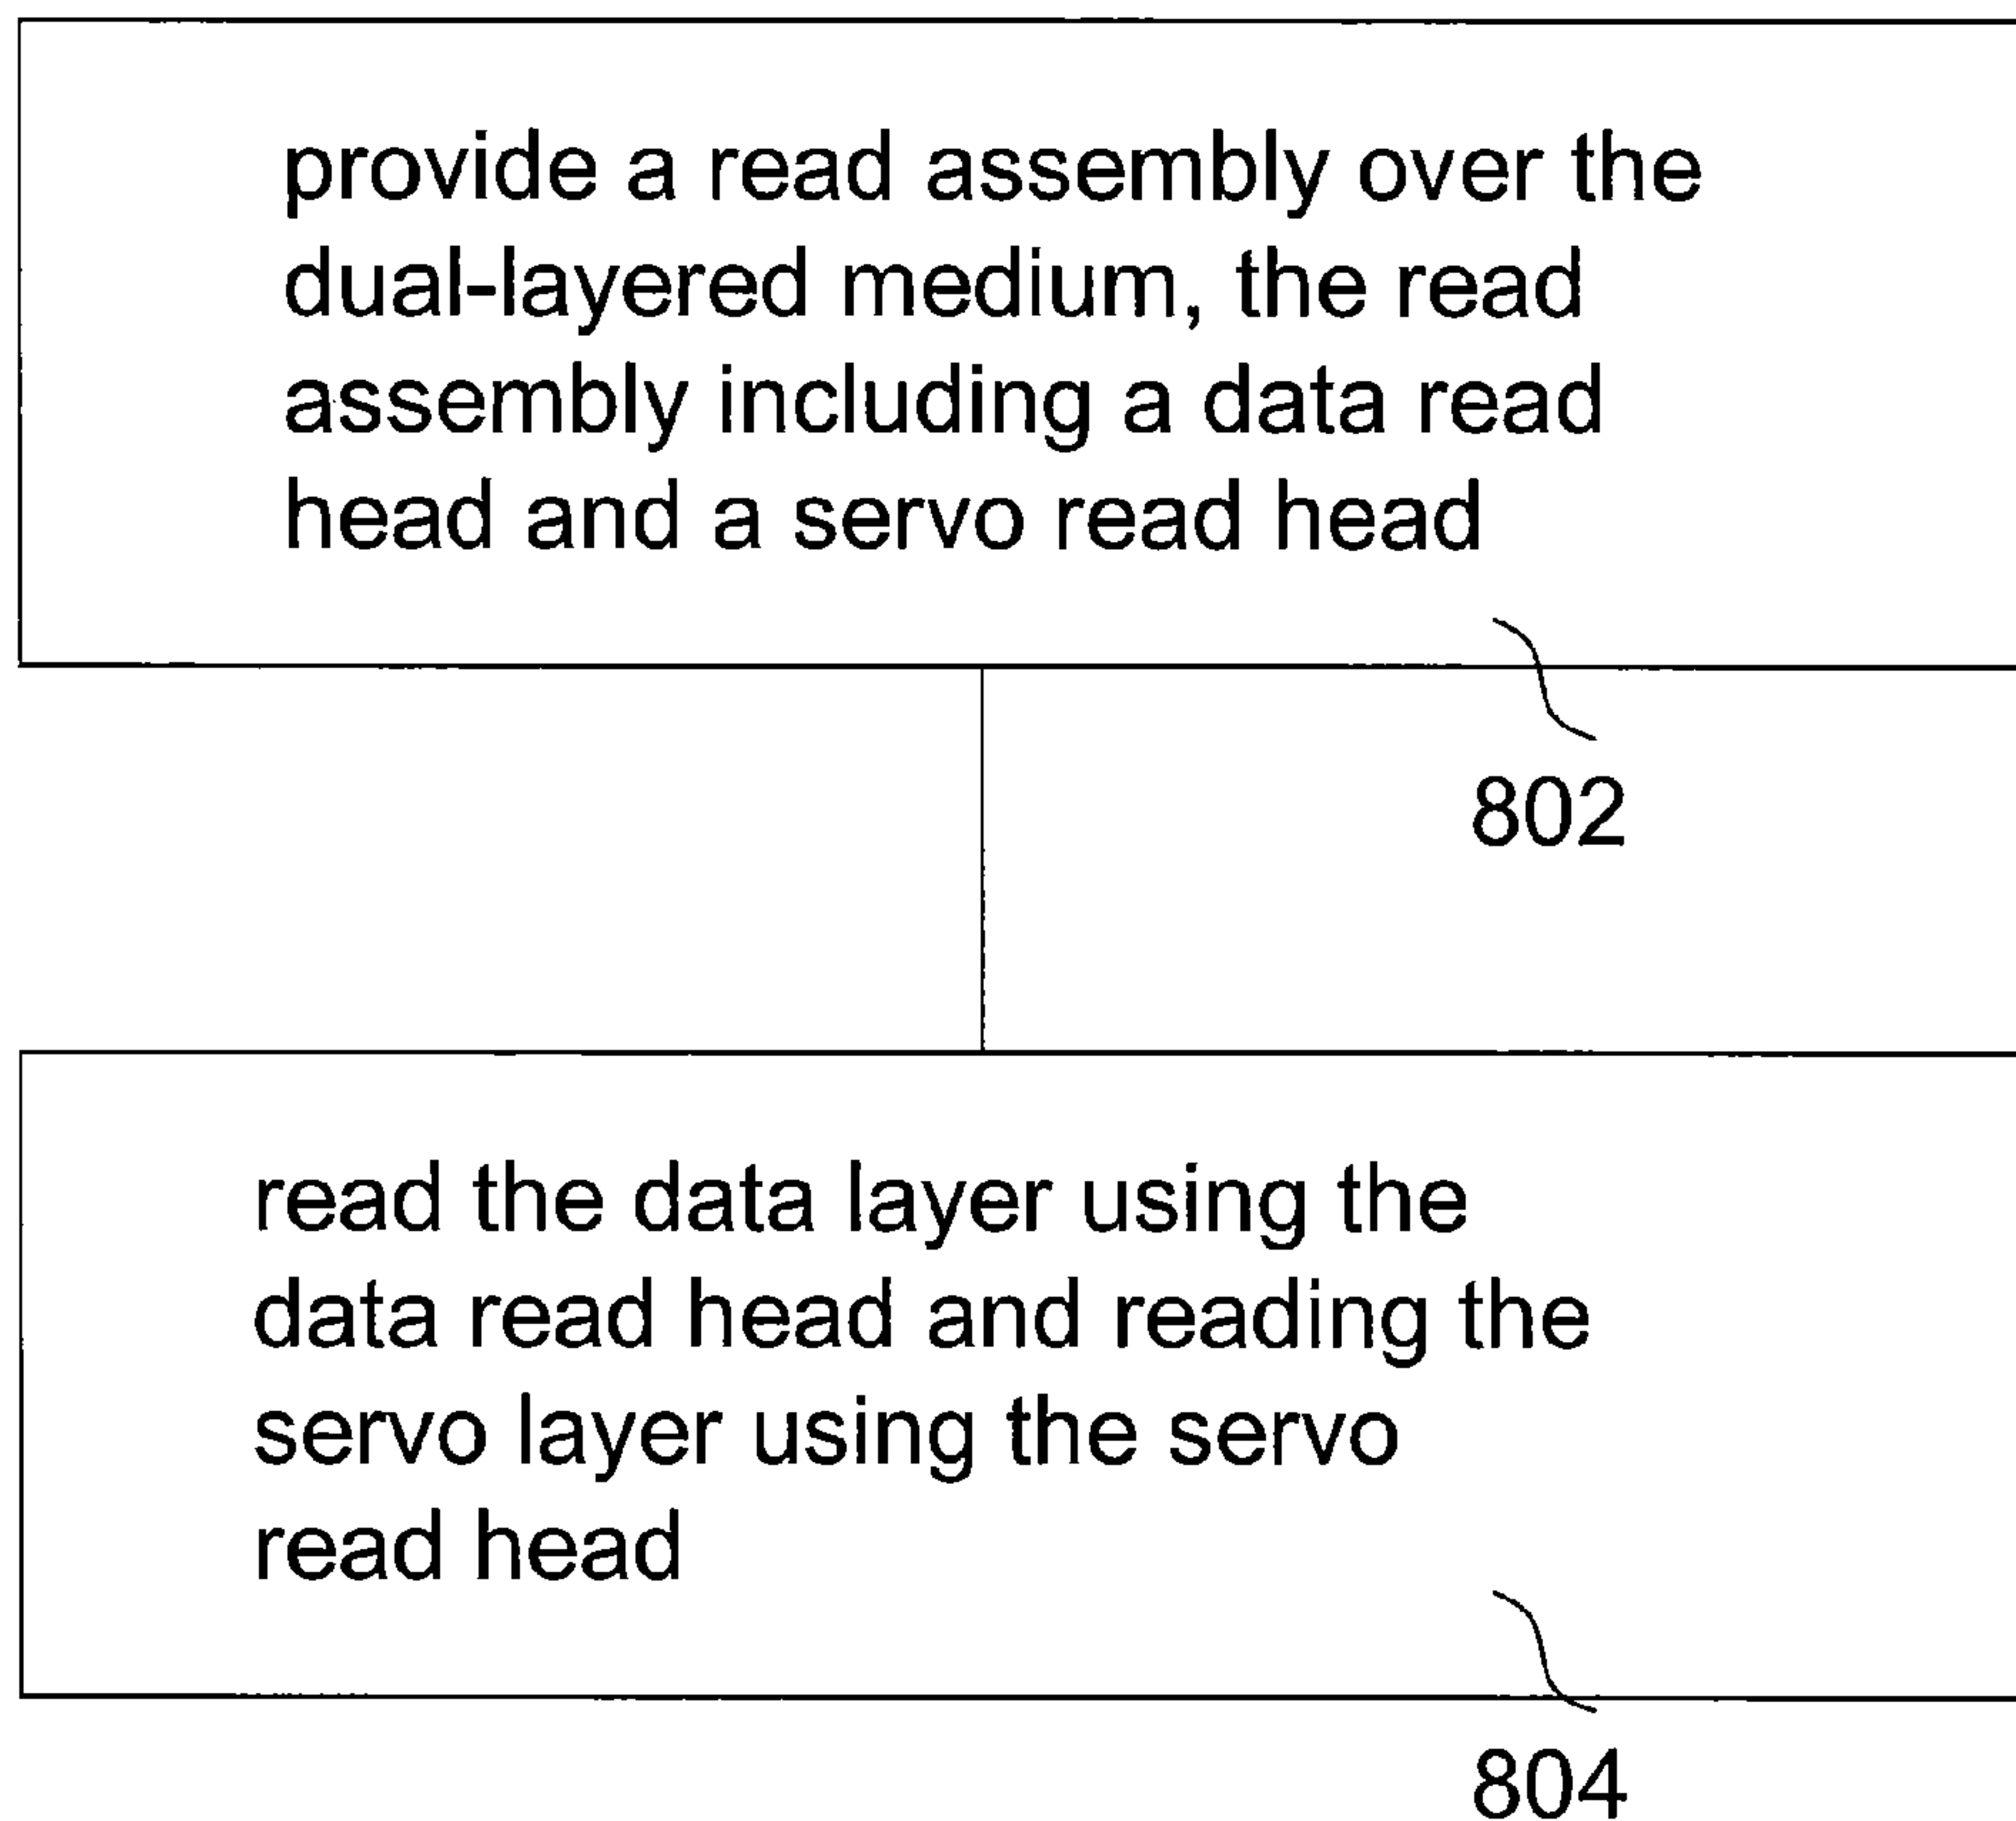 provide a read assembly over the
dual-layered medium, the read
assembly including a data read
head and a servo read head
802
read the data layer using the
data read head and reading the
servo layer using the servo
read head
804